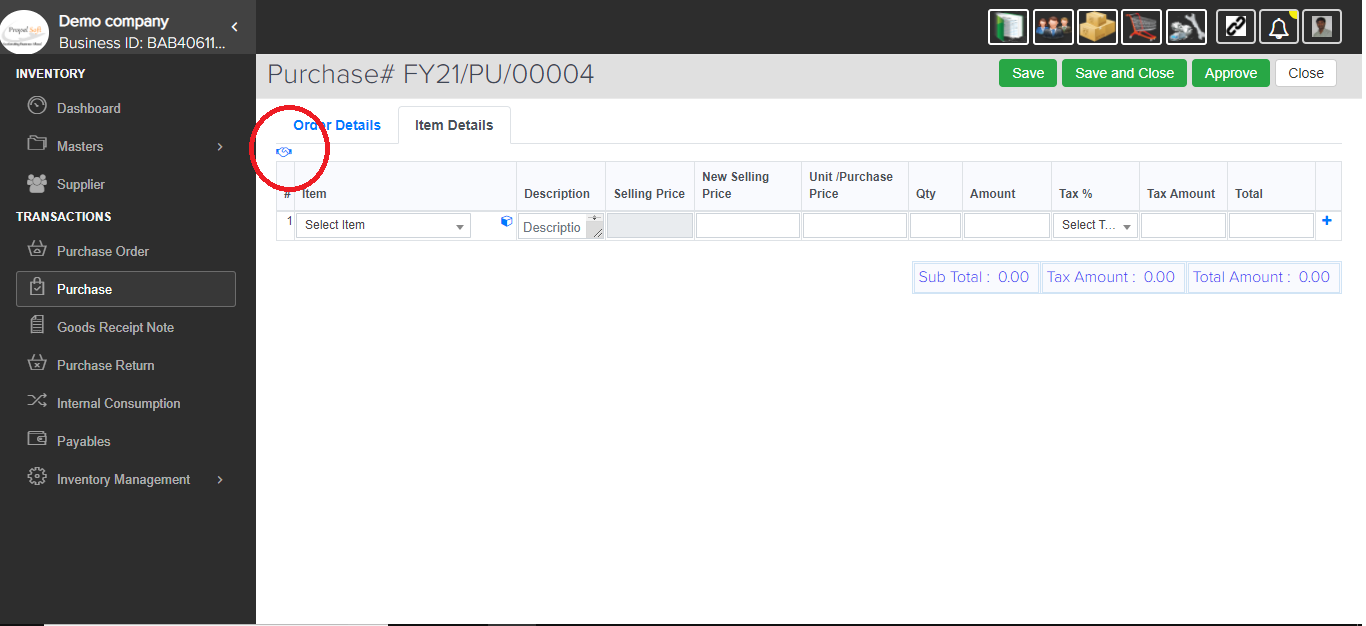 Demo company
Business ID: BAB40611...
INVENTORY
Dashboard
Masters
Supplier
TRANSACTIONS
Purchase Order
Purchase
Goods Receipt Note
Purchase Return
Internal Consumption
Payables
Inventory Management
Purchase# FY21/PU/00004
Save
Save and Close
Approve
Close
Order Details
Item Details
# Item Description Selling Price New Selling Price Unit /Purchase Price Qty Amount Tax % Tax Amount Total
1 Select Item Descriptio Select T... +
Sub Total : 0.00 Tax Amount : 0.00 Total Amount : 0.00